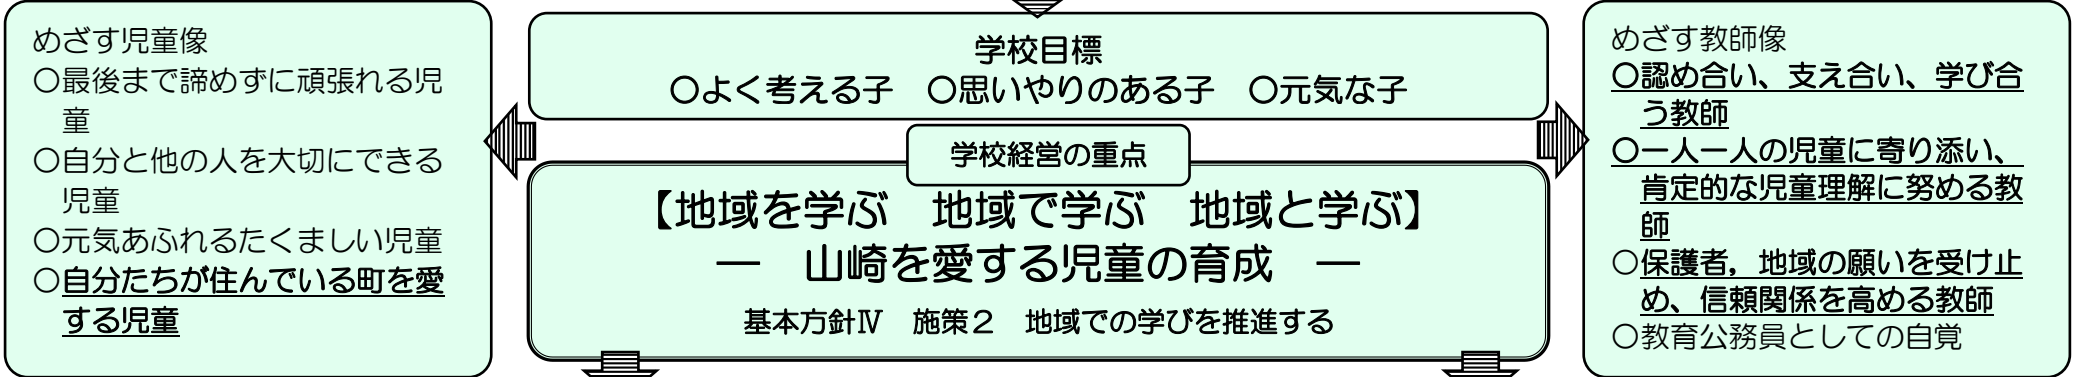 めざす児童像
〇最後まで諦めずに頑張れる児
童
〇自分と他の人を大切にできる
児童
〇元気あふれるたくましい児童
〇自分たちが住んでいる町を愛
する児童
学校目標
〇よく考える子　〇思いやりのある子　〇元気な子
学校経営の重点
【地域を学ぶ　地域で学ぶ　地域と学ぶ】
―　山崎を愛する児童の育成　―
基本方針Ⅳ　施策２　地域での学びを推進する
めざす教師像
〇認め合い、支え合い、学び合
う教師
〇一人一人の児童に寄り添い、
肯定的な児童理解に努める教
師
〇保護者，地域の願いを受け止
め、信頼関係を高める教師
〇教育公務員としての自覚